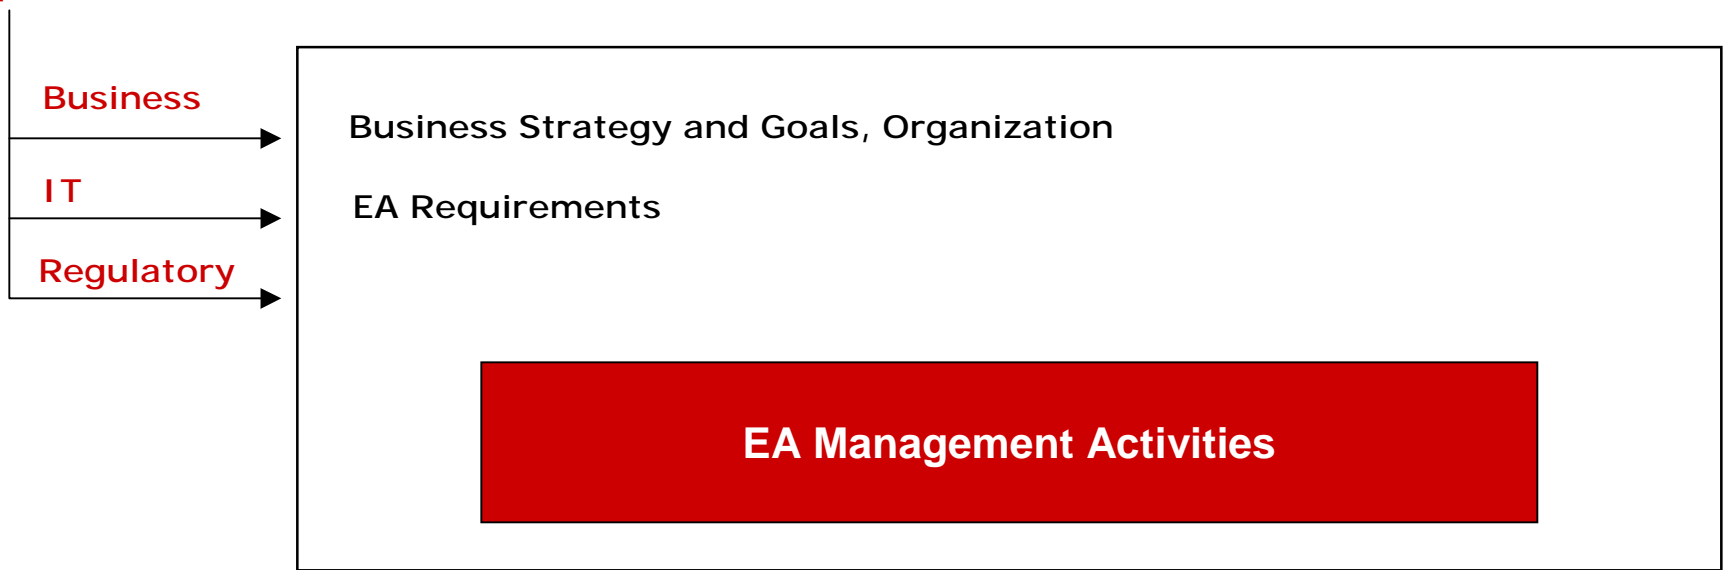 Business
Business Strategy and Goals, Organization
IT
EA Requirements
Regulatory
EA Management Activities